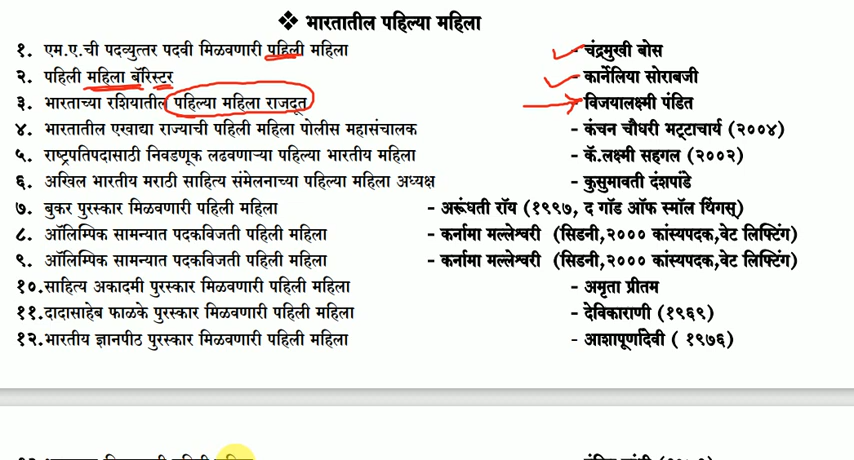 ❖ भारतातील पहिल्या महिला
१. एम.ए.ची पदव्युत्तर पदवी मिळवणारी पहिली महिला - चंद्रमुखी बोस
२. पहिली महिला बॅरिस्टर - कार्नेलिया सोराबजी
३. भारताच्या रशियातील पहिल्या महिला राजदूत - विजयालक्ष्मी पंडित
४. भारतातील एखाद्या राज्याची पहिली महिला पोलीस महासंचालक - कंचन चौधरी भट्टाचार्य (२००४)
५. राष्ट्रपतिपदासाठी निवडणूक लढवणाऱ्या पहिल्या भारतीय महिला - कॅ.लक्ष्मी सहगल (२००२)
६. अखिल भारतीय मराठी साहित्य संमेलनाच्या पहिल्या महिला अध्यक्ष - कुसुमावती दंशपांडे
७. बुकर पुरस्कार मिळवणारी पहिली महिला - अरूंधती रॉय (१९९७, द गॉड ऑफ स्मॉल थिंगस्)
८. ऑलिम्पिक सामन्यात पदकविजती पहिली महिला - कर्नामा मल्लेश्वरी (सिडनी,२००० कांस्यपदक,वेट लिफ्टिंग)
९. ऑलिम्पिक सामन्यात पदकविजती पहिली महिला - कर्नामा मल्लेश्वरी (सिडनी,२००० कांस्यपदक,वेट लिफ्टिंग)
१०.साहित्य अकादमी पुरस्कार मिळवणारी पहिली महिला - अमृता प्रीतम
११.दादासाहेब फाळके पुरस्कार मिळवणारी पहिली महिला - देविकाराणी (१९६९)
१२.भारतीय ज्ञानपीठ पुरस्कार मिळवणारी पहिली महिला - आशापूर्णादेवी ( १९७६)